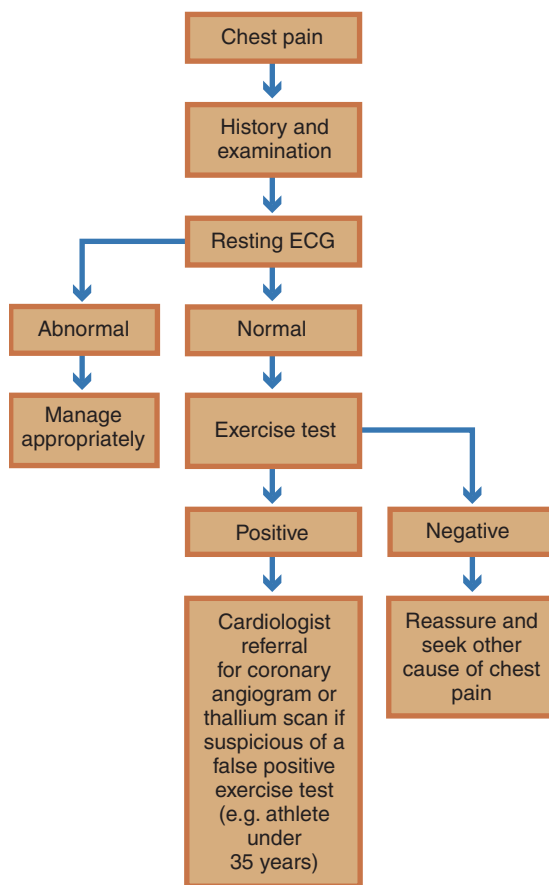 Chest pain
History and
examination
Resting ECG
Abnormal
Normal
Manage
appropriately
Exercise test
Positive
Negative
Cardiologist
referral
for coronary
angiogram or
thallium scan if
suspicious of a
false positive
exercise test
(e.g. athlete
under
35 years)
Reassure and
seek other
cause of chest
pain